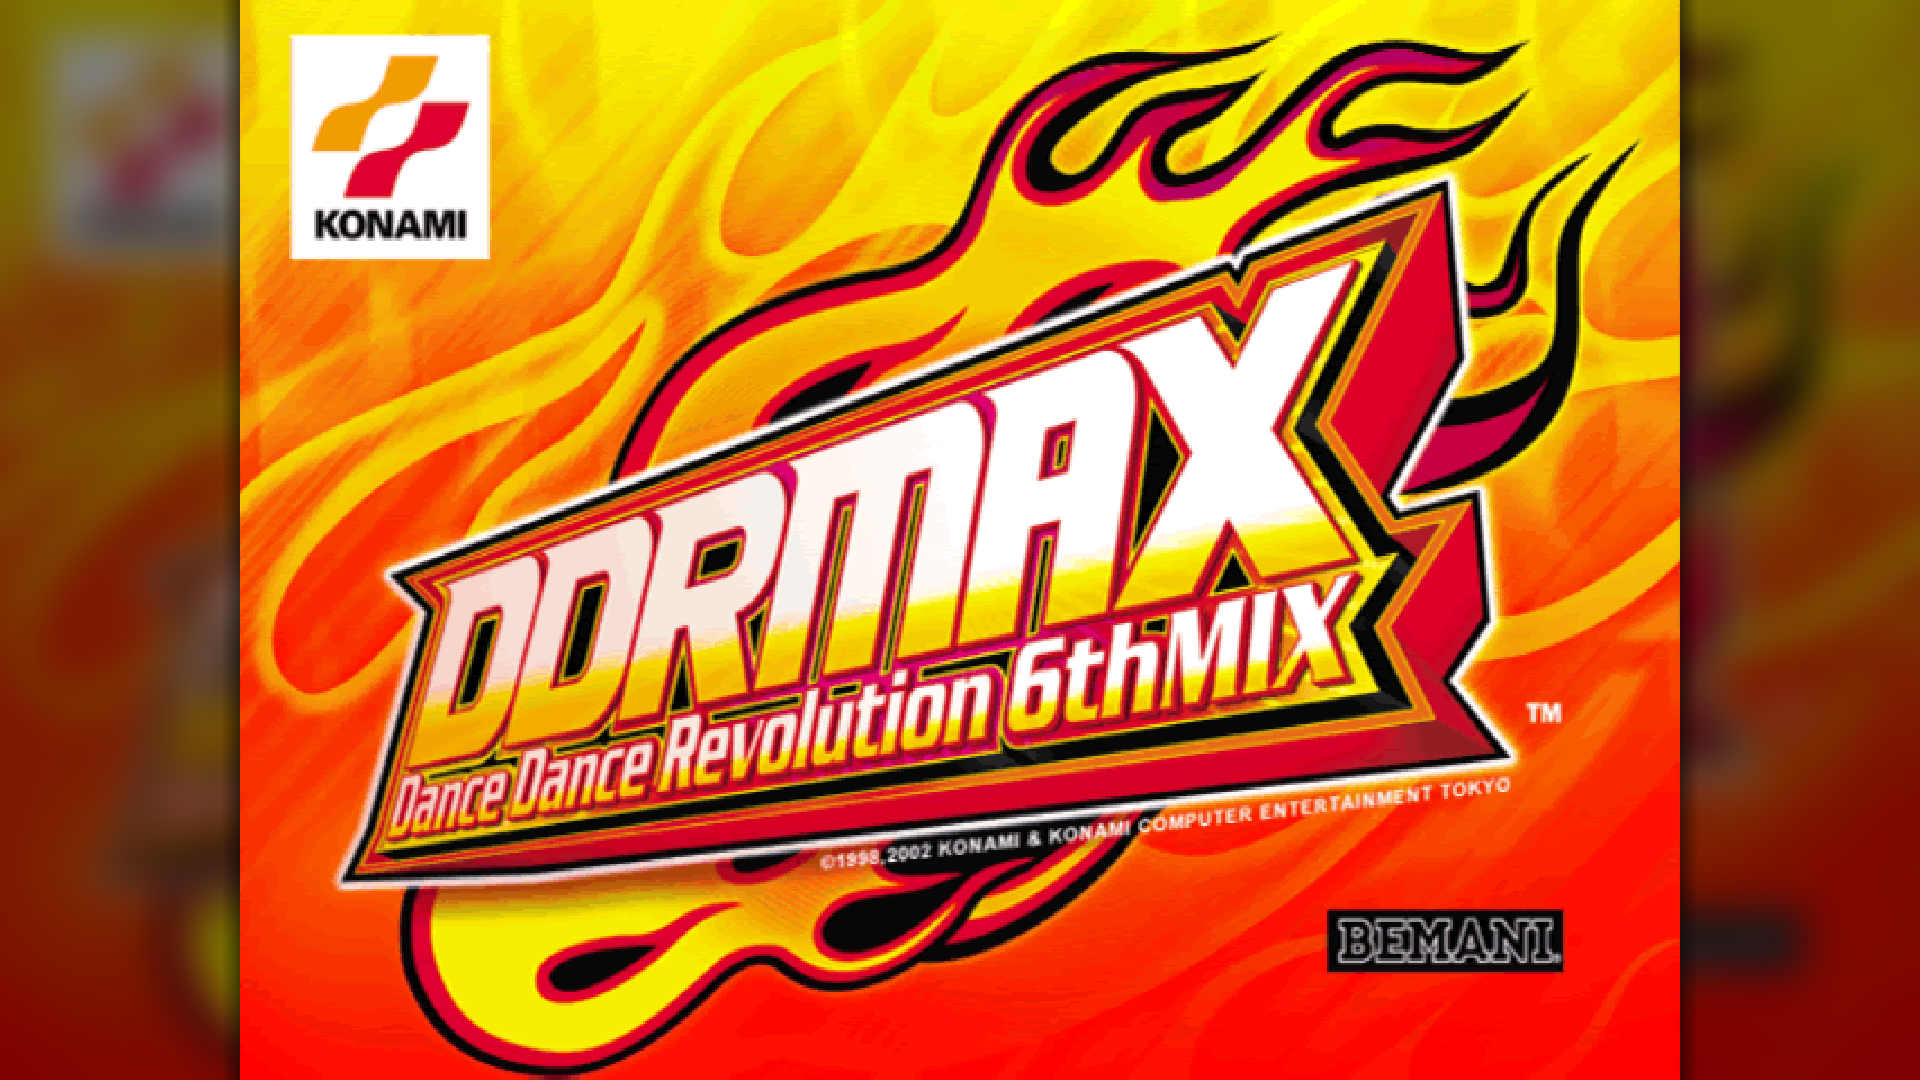 KONAMI
DDRMAX
Dance Dance Revolution 6thMIX
TM
©1998,2002 KONAMI & KONAMI COMPUTER ENTERTAINMENT TOKYO
BEMANI®